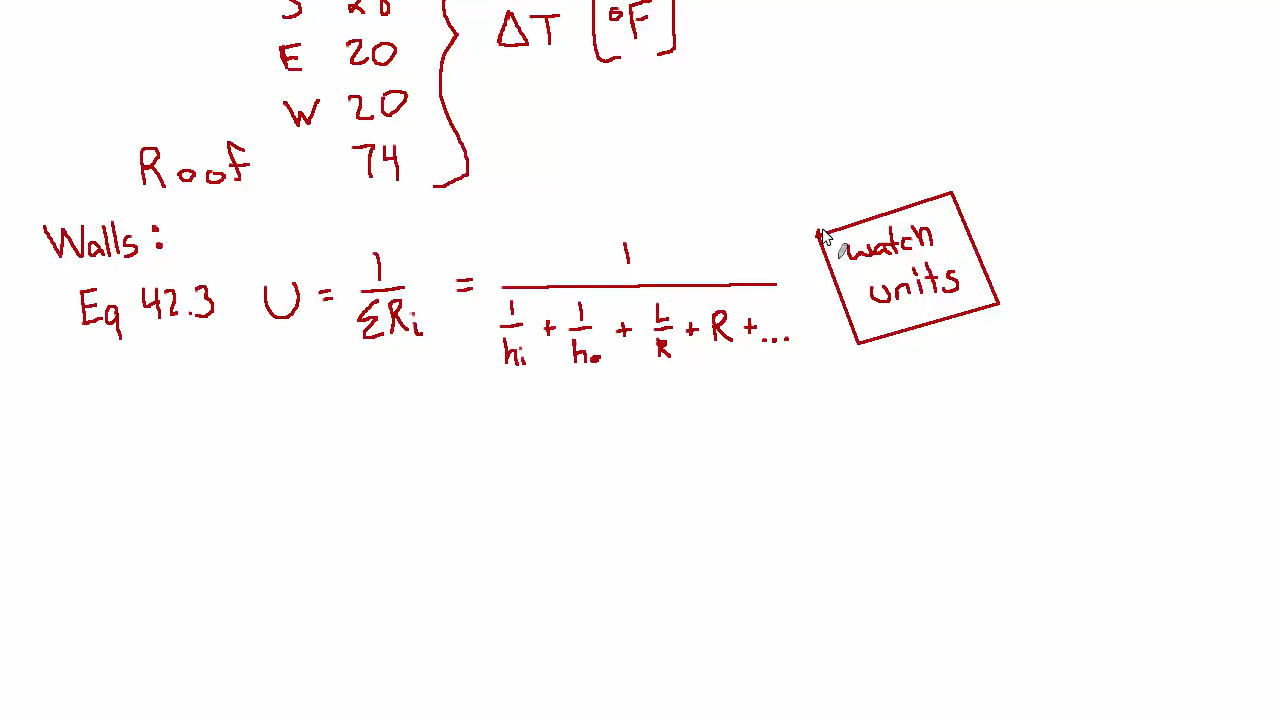 ΔT [°F]
E 20
W 20
Roof 74
Walls:
Eq 42.3 U = 1/ΣRi = 1/(1/hi + 1/ho + L/k + R + ...)
watch
units